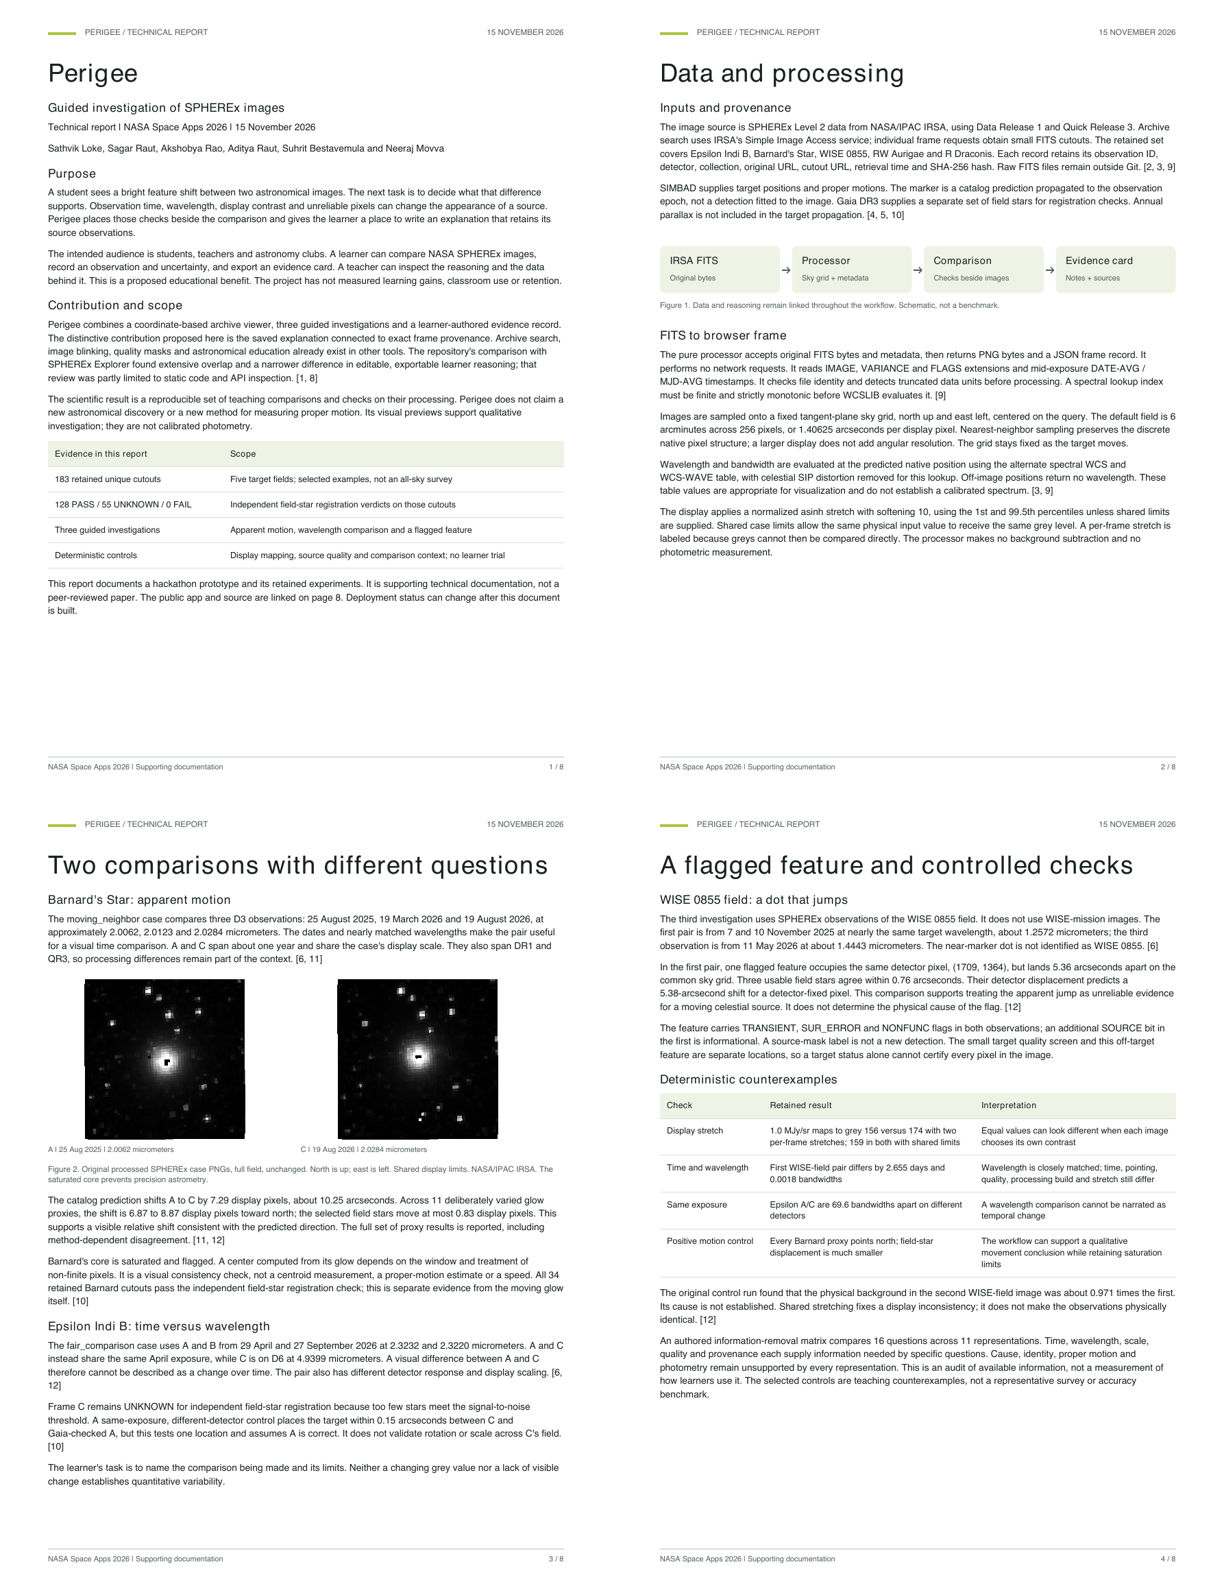 PERIGEE / TECHNICAL REPORT 15 NOVEMBER 2026
Perigee
Guided investigation of SPHEREx images
Technical report | NASA Space Apps 2026 | 15 November 2026
Sathvik Loke, Sagar Raut, Akshobya Rao, Aditya Raut, Suhrit Bestavemula and Neeraj Movva
Purpose
A student sees a bright feature shift between two astronomical images. The next task is to decide what that difference
supports. Observation time, wavelength, display contrast and unreliable pixels can change the appearance of a source.
Perigee places those checks beside the comparison and gives the learner a place to write an explanation that retains its
source observations.
The intended audience is students, teachers and astronomy clubs. A learner can compare NASA SPHEREx images,
record an observation and uncertainty, and export an evidence card. A teacher can inspect the reasoning and the data
behind it. This is a proposed educational benefit. The project has not measured learning gains, classroom use or retention.
Contribution and scope
Perigee combines a coordinate-based archive viewer, three guided investigations and a learner-authored evidence record.
The distinctive contribution proposed here is the saved explanation connected to exact frame provenance. Archive search,
image blinking, quality masks and astronomical education already exist in other tools. The repository's comparison with
SPHEREx Explorer found extensive overlap and a narrower difference in editable, exportable learner reasoning; that
review was partly limited to static code and API inspection. [1, 8]
The scientific result is a reproducible set of teaching comparisons and checks on their processing. Perigee does not claim a
new astronomical discovery or a new method for measuring proper motion. Its visual previews support qualitative
investigation; they are not calibrated photometry.
Evidence in this report Scope
183 retained unique cutouts Five target fields; selected examples, not an all-sky survey
128 PASS / 55 UNKNOWN / 0 FAIL Independent field-star registration verdicts on those cutouts
Three guided investigations Apparent motion, wavelength comparison and a flagged feature
Deterministic controls Display mapping, source quality and comparison context; no learner trial
This report documents a hackathon prototype and its retained experiments. It is supporting technical documentation, not a
peer-reviewed paper. The public app and source are linked on page 8. Deployment status can change after this document
is built.
NASA Space Apps 2026 | Supporting documentation 1 / 8
PERIGEE / TECHNICAL REPORT 15 NOVEMBER 2026
Data and processing
Inputs and provenance
The image source is SPHEREx Level 2 data from NASA/IPAC IRSA, using Data Release 1 and Quick Release 3. Archive
search uses IRSA's Simple Image Access service; individual frame requests obtain small FITS cutouts. The retained set
covers Epsilon Indi B, Barnard's Star, WISE 0855, RW Aurigae and R Draconis. Each record retains its observation ID,
detector, collection, original URL, cutout URL, retrieval time and SHA-256 hash. Raw FITS files remain outside Git. [2, 3, 9]
SIMBAD supplies target positions and proper motions. The marker is a catalog prediction propagated to the observation
epoch, not a detection fitted to the image. Gaia DR3 supplies a separate set of field stars for registration checks. Annual
parallax is not included in the target propagation. [4, 5, 10]
IRSA FITS → Processor → Comparison → Evidence card
Original bytes Sky grid + metadata Checks beside images Notes + sources
Figure 1. Data and reasoning remain linked throughout the workflow. Schematic, not a benchmark.
FITS to browser frame
The pure processor accepts original FITS bytes and metadata, then returns PNG bytes and a JSON frame record. It
performs no network requests. It reads IMAGE, VARIANCE and FLAGS extensions and mid-exposure DATE-AVG /
MJD-AVG timestamps. It checks file identity and detects truncated data units before processing. A spectral lookup index
must be finite and strictly monotonic before WCSLIB evaluates it. [9]
Images are sampled onto a fixed tangent-plane sky grid, north up and east left, centered on the query. The default field is 6
arcminutes across 256 pixels, or 1.40625 arcseconds per display pixel. Nearest-neighbor sampling preserves the discrete
native pixel structure; a larger display does not add angular resolution. The grid stays fixed as the target moves.
Wavelength and bandwidth are evaluated at the predicted native position using the alternate spectral WCS and
WCS-WAVE table, with celestial SIP distortion removed for this lookup. Off-image positions return no wavelength. These
table values are appropriate for visualization and do not establish a calibrated spectrum. [3, 9]
The display applies a normalized asinh stretch with softening 10, using the 1st and 99.5th percentiles unless shared limits
are supplied. Shared case limits allow the same physical input value to receive the same grey level. A per-frame stretch is
labeled because greys cannot then be compared directly. The processor makes no background subtraction and no
photometric measurement.
NASA Space Apps 2026 | Supporting documentation 2 / 8
PERIGEE / TECHNICAL REPORT 15 NOVEMBER 2026
Two comparisons with different questions
Barnard's Star: apparent motion
The moving_neighbor case compares three D3 observations: 25 August 2025, 19 March 2026 and 19 August 2026, at
approximately 2.0062, 2.0123 and 2.0284 micrometers. The dates and nearly matched wavelengths make the pair useful
for a visual time comparison. A and C span about one year and share the case's display scale. They also span DR1 and
QR3, so processing differences remain part of the context. [6, 11]
A | 25 Aug 2025 | 2.0062 micrometers C | 19 Aug 2026 | 2.0284 micrometers
Figure 2. Original processed SPHEREx case PNGs, full field, unchanged. North is up; east is left. Shared display limits. NASA/IPAC IRSA. The
saturated core prevents precision astrometry.
The catalog prediction shifts A to C by 7.29 display pixels, about 10.25 arcseconds. Across 11 deliberately varied glow
proxies, the shift is 6.87 to 8.87 display pixels toward north; the selected field stars move at most 0.83 display pixels. This
supports a visible relative shift consistent with the predicted direction. The full set of proxy results is reported, including
method-dependent disagreement. [11, 12]
Barnard's core is saturated and flagged. A center computed from its glow depends on the window and treatment of
non-finite pixels. It is a visual consistency check, not a centroid measurement, a proper-motion estimate or a speed. All 34
retained Barnard cutouts pass the independent field-star registration check; this is separate evidence from the moving glow
itself. [10]
Epsilon Indi B: time versus wavelength
The fair_comparison case uses A and B from 29 April and 27 September 2026 at 2.3232 and 2.3220 micrometers. A and C
instead share the same April exposure, while C is on D6 at 4.9399 micrometers. A visual difference between A and C
therefore cannot be described as a change over time. The pair also has different detector response and display scaling. [6,
12]
Frame C remains UNKNOWN for independent field-star registration because too few stars meet the signal-to-noise
threshold. A same-exposure, different-detector control places the target within 0.15 arcseconds between C and
Gaia-checked A, but this tests one location and assumes A is correct. It does not validate rotation or scale across C's field.
[10]
The learner's task is to name the comparison being made and its limits. Neither a changing grey value nor a lack of visible
change establishes quantitative variability.
NASA Space Apps 2026 | Supporting documentation 3 / 8
PERIGEE / TECHNICAL REPORT 15 NOVEMBER 2026
A flagged feature and controlled checks
WISE 0855 field: a dot that jumps
The third investigation uses SPHEREx observations of the WISE 0855 field. It does not use WISE-mission images. The
first pair is from 7 and 10 November 2025 at nearly the same target wavelength, about 1.2572 micrometers; the third
observation is from 11 May 2026 at about 1.4443 micrometers. The near-marker dot is not identified as WISE 0855. [6]
In the first pair, one flagged feature occupies the same detector pixel, (1709, 1364), but lands 5.36 arcseconds apart on the
common sky grid. Three usable field stars agree within 0.76 arcseconds. Their detector displacement predicts a
5.38-arcsecond shift for a detector-fixed pixel. This comparison supports treating the apparent jump as unreliable evidence
for a moving celestial source. It does not determine the physical cause of the flag. [12]
The feature carries TRANSIENT, SUR_ERROR and NONFUNC flags in both observations; an additional SOURCE bit in
the first is informational. A source-mask label is not a new detection. The small target quality screen and this off-target
feature are separate locations, so a target status alone cannot certify every pixel in the image.
Deterministic counterexamples
Check Retained result Interpretation
Display stretch 1.0 MJy/sr maps to grey 156 versus 174 with two per-frame stretches; 159 in both with shared limits Equal values can look different when each image chooses its own contrast
Time and wavelength First WISE-field pair differs by 2.655 days and 0.0018 bandwidths Wavelength is closely matched; time, pointing, quality, processing build and stretch still differ
Same exposure Epsilon A/C are 69.6 bandwidths apart on different detectors A wavelength comparison cannot be narrated as temporal change
Positive motion control Every Barnard proxy points north; field-star displacement is much smaller The workflow can support a qualitative movement conclusion while retaining saturation limits
The original control run found that the physical background in the second WISE-field image was about 0.971 times the first.
Its cause is not established. Shared stretching fixes a display inconsistency; it does not make the observations physically
identical. [12]
An authored information-removal matrix compares 16 questions across 11 representations. Time, wavelength, scale,
quality and provenance each supply information needed by specific questions. Cause, identity, proper motion and
photometry remain unsupported by every representation. This is an audit of available information, not a measurement of
how learners use it. The selected controls are teaching counterexamples, not a representative survey or accuracy
benchmark.
NASA Space Apps 2026 | Supporting documentation 4 / 8